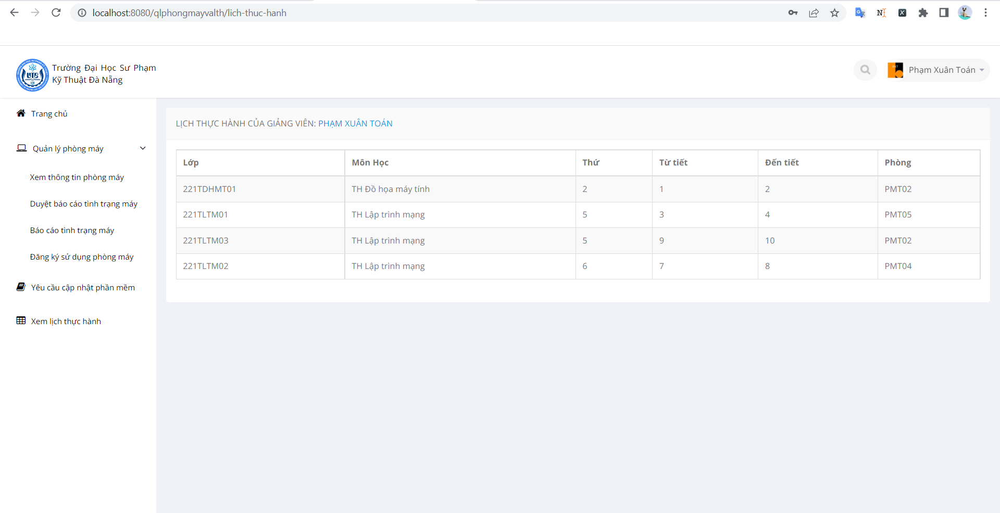 localhost:8080/qlphongmayvalth/lich-thuc-hanh
Trường Đại Học Sư Phạm
Kỹ Thuật Đà Nẵng
Phạm Xuân Toán
Trang chủ
Quản lý phòng máy
Xem thông tin phòng máy
Duyệt báo cáo tình trạng máy
Báo cáo tình trạng máy
Đăng ký sử dụng phòng máy
Yêu cầu cập nhật phần mềm
Xem lịch thực hành
LỊCH THỰC HÀNH CỦA GIẢNG VIÊN: PHẠM XUÂN TOÁN
Lớp Môn Học Thứ Từ tiết Đến tiết Phòng
221TDHMT01 TH Đồ họa máy tính 2 1 2 PMT02
221TLTM01 TH Lập trình mạng 5 3 4 PMT05
221TLTM03 TH Lập trình mạng 5 9 10 PMT02
221TLTM02 TH Lập trình mạng 6 7 8 PMT04